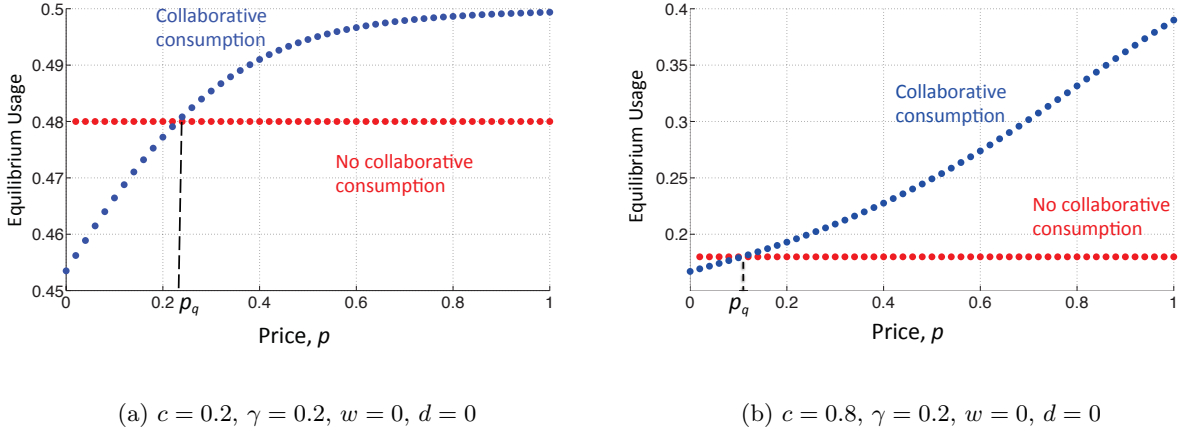 0.5
Collaborative
consumption
0.49
Equilibrium Usage
0.48
No collaborative
consumption
0.47
0.46
0.45
0
0.2
p_q
0.4
0.6
0.8
1
Price, p
(a) c = 0.2, γ = 0.2, w = 0, d = 0
0.4
0.35
Collaborative
consumption
0.3
Equilibrium Usage
0.25
No collaborative
consumption
0.2
0
p_q
0.2
0.4
0.6
0.8
1
Price, p
(b) c = 0.8, γ = 0.2, w = 0, d = 0